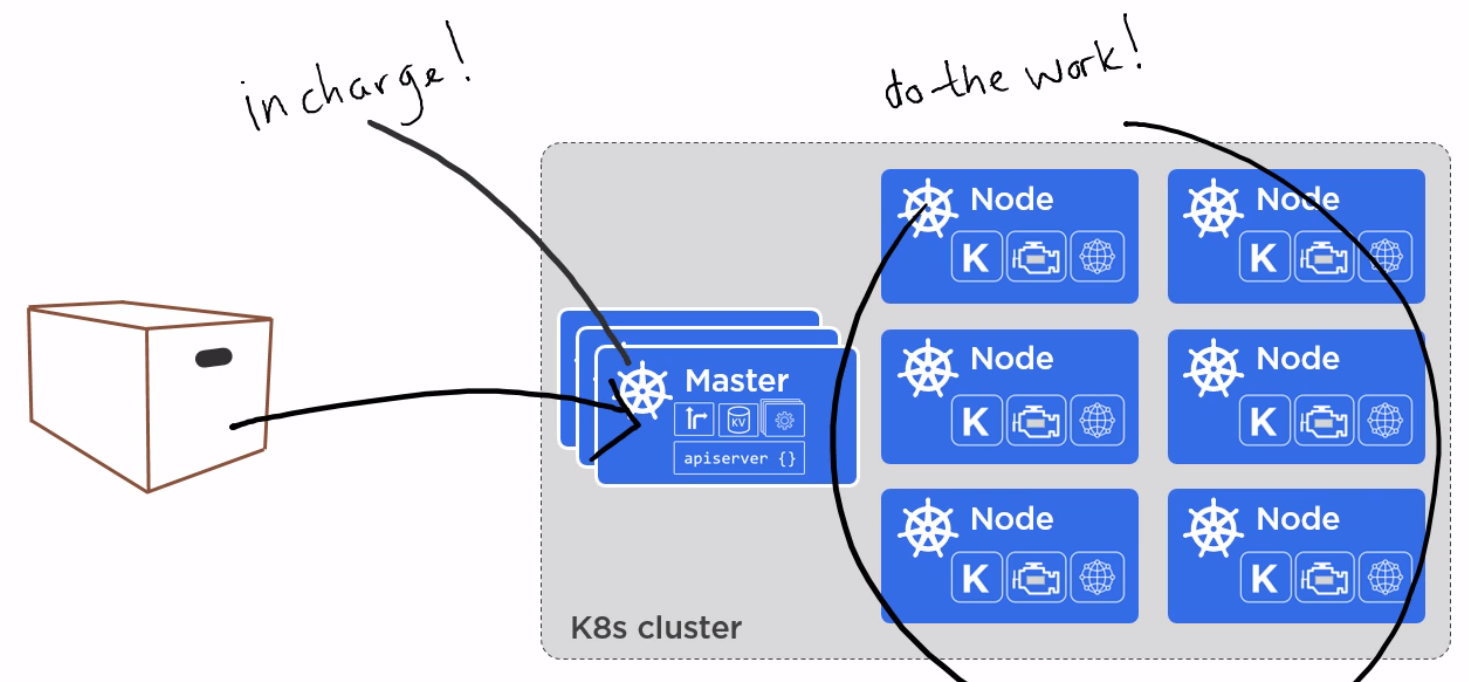 in charge!
do the work!
Node
K
Node
K
Master
KV
apiserver {}
Node
K
Node
K
Node
K
Node
K
K8s cluster